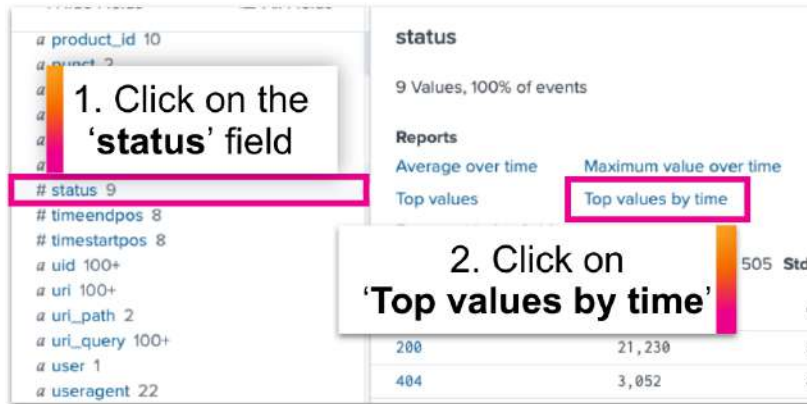 a product_id 10
a punct 2
1. Click on the
'status' field
# status 9
# timeendpos 8
# timestartpos 8
a uid 100+
a uri 100+
a uri_path 2
a uri_query 100+
a user 1
a useragent 22
status
9 Values, 100% of events
Reports
Average over time Maximum value over time
Top values Top values by time
2. Click on
'Top values by time'
505 Std
200 21,230
404 3,052